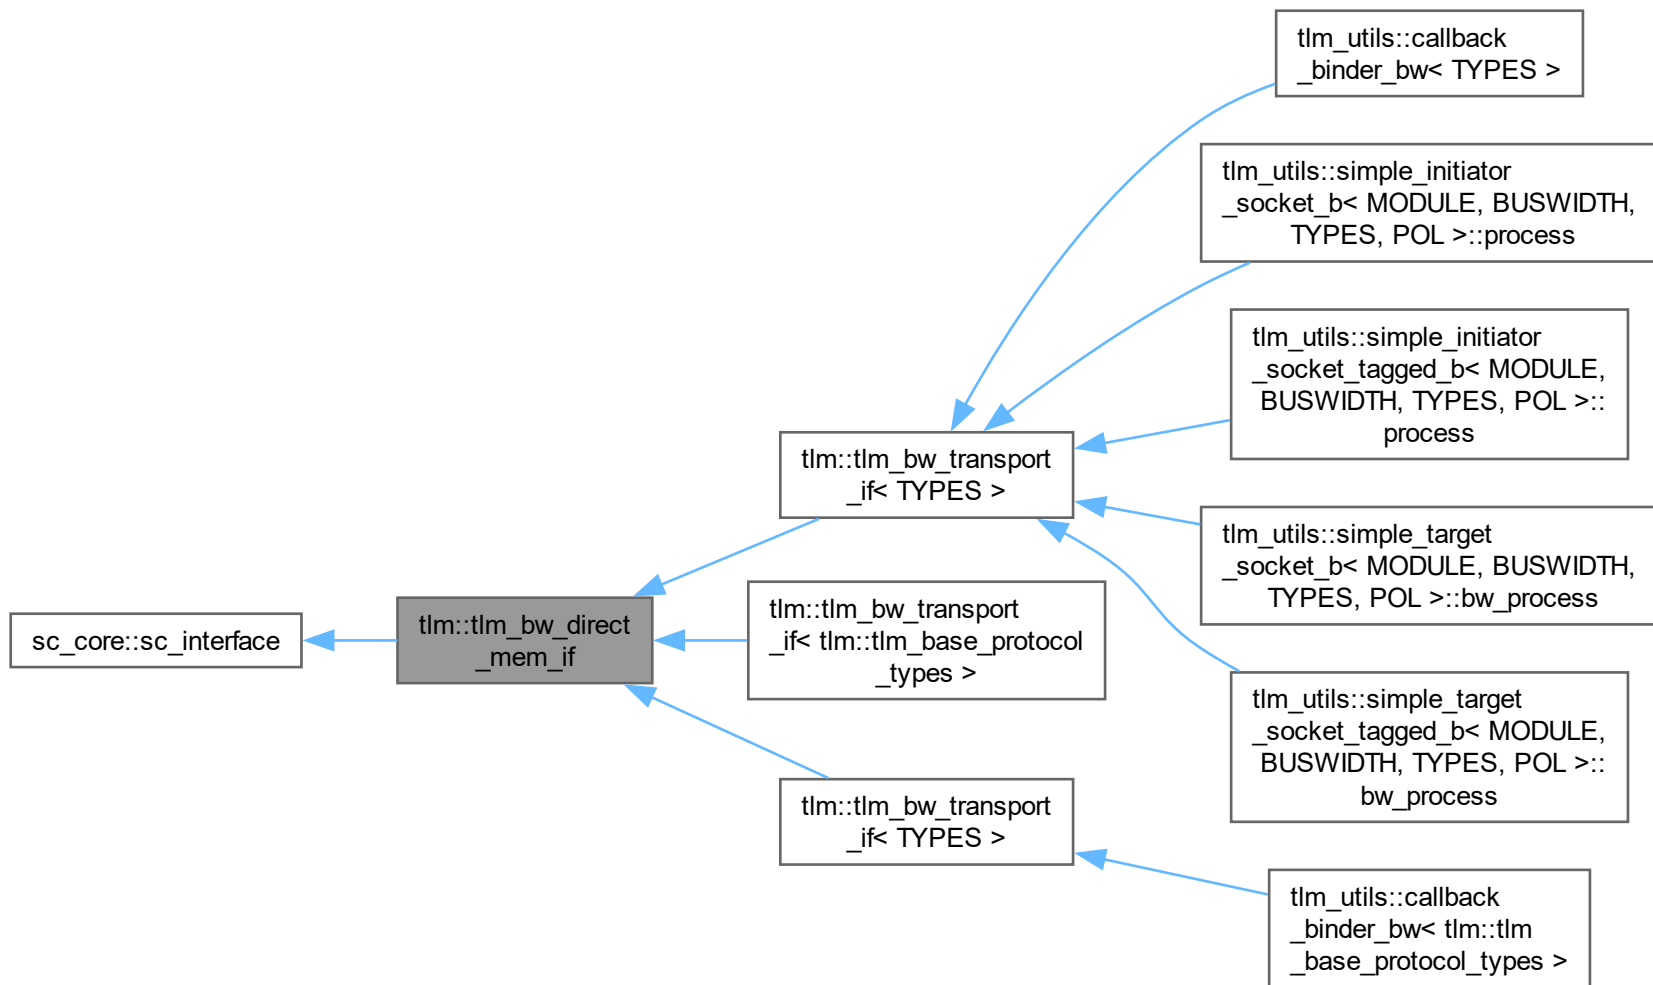 sc_core::sc_interface
tlm::tlm_bw_direct
_mem_if
tlm::tlm_bw_transport
_if< TYPES >
tlm::tlm_bw_transport
_if< tlm::tlm_base_protocol
_types >
tlm::tlm_bw_transport
_if< TYPES >
tlm_utils::callback
_binder_bw< TYPES >
tlm_utils::simple_initiator
_socket_b< MODULE, BUSWIDTH,
TYPES, POL >::process
tlm_utils::simple_initiator
_socket_tagged_b< MODULE,
BUSWIDTH, TYPES, POL >::
process
tlm_utils::simple_target
_socket_b< MODULE, BUSWIDTH,
TYPES, POL >::bw_process
tlm_utils::simple_target
_socket_tagged_b< MODULE,
BUSWIDTH, TYPES, POL >::
bw_process
tlm_utils::callback
_binder_bw< tlm::tlm
_base_protocol_types >